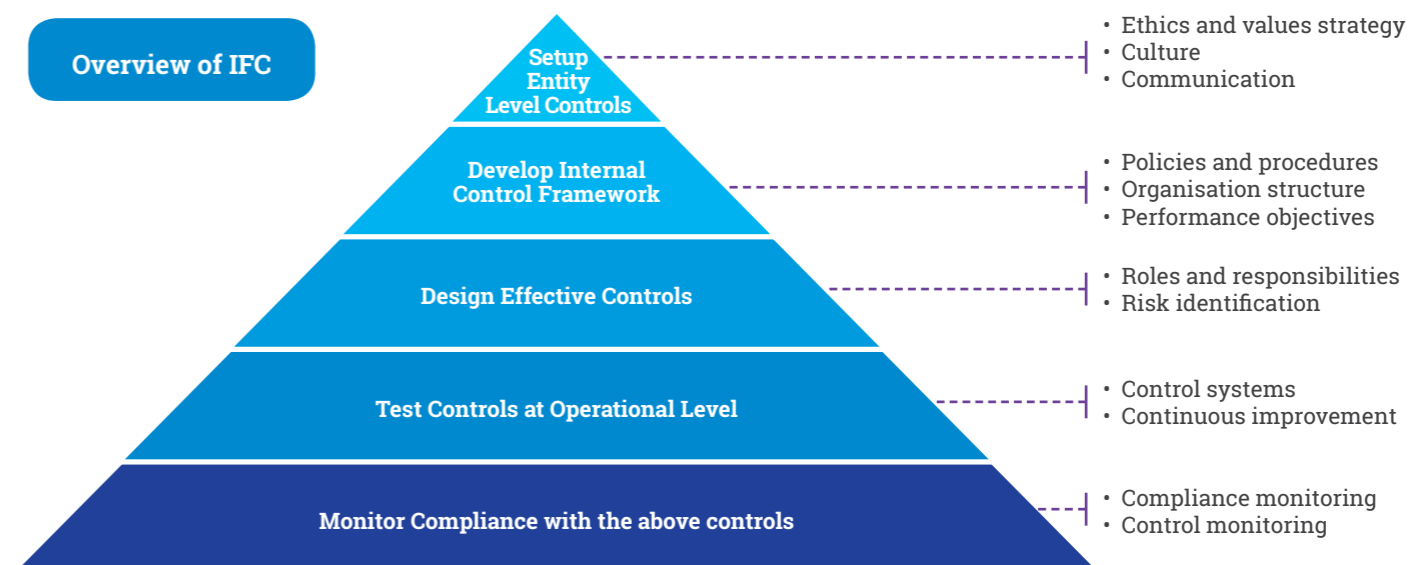 Overview of IFC
Setup
Entity
Level Controls
• Ethics and values strategy
• Culture
• Communication
Develop Internal
Control Framework
• Policies and procedures
• Organisation structure
• Performance objectives
Design Effective Controls
• Roles and responsibilities
• Risk identification
Test Controls at Operational Level
• Control systems
• Continuous improvement
Monitor Compliance with the above controls
• Compliance monitoring
• Control monitoring